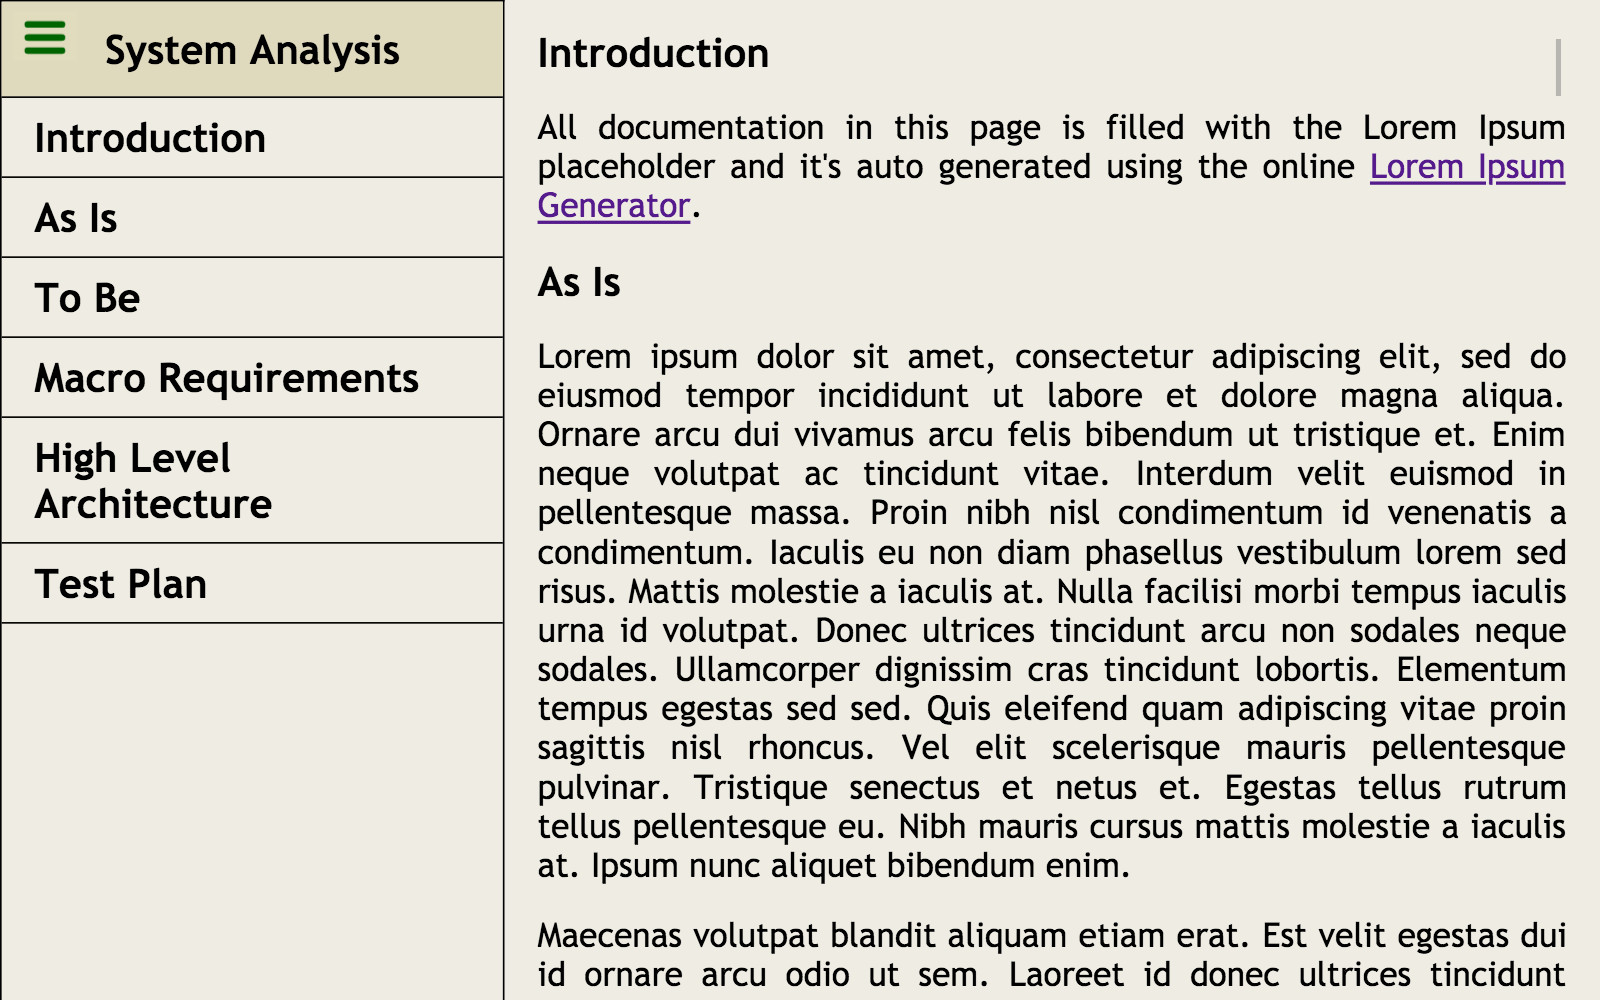 System Analysis
Introduction
As Is
To Be
Macro Requirements
High Level
Architecture
Test Plan
Introduction
All documentation in this page is filled with the Lorem Ipsum
placeholder and it's auto generated using the online Lorem Ipsum
Generator.
As Is
Lorem ipsum dolor sit amet, consectetur adipiscing elit, sed do
eiusmod tempor incididunt ut labore et dolore magna aliqua.
Ornare arcu dui vivamus arcu felis bibendum ut tristique et. Enim
neque volutpat ac tincidunt vitae. Interdum velit euismod in
pellentesque massa. Proin nibh nisl condimentum id venenatis a
condimentum. Iaculis eu non diam phasellus vestibulum lorem sed
risus. Mattis molestie a iaculis at. Nulla facilisi morbi tempus iaculis
urna id volutpat. Donec ultrices tincidunt arcu non sodales neque
sodales. Ullamcorper dignissim cras tincidunt lobortis. Elementum
tempus egestas sed sed. Quis eleifend quam adipiscing vitae proin
sagittis nisl rhoncus. Vel elit scelerisque mauris pellentesque
pulvinar. Tristique senectus et netus et. Egestas tellus rutrum
tellus pellentesque eu. Nibh mauris cursus mattis molestie a iaculis
at. Ipsum nunc aliquet bibendum enim.
Maecenas volutpat blandit aliquam etiam erat. Est velit egestas dui
id ornare arcu odio ut sem. Laoreet id donec ultrices tincidunt